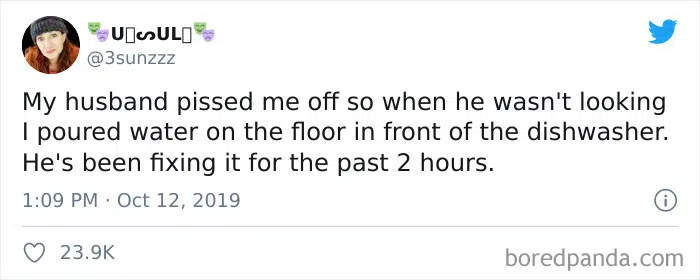 @3sunzzz
My husband pissed me off so when he wasn't looking
I poured water on the floor in front of the dishwasher.
He's been fixing it for the past 2 hours.
1:09 PM · Oct 12, 2019
23.9K
boredpanda.com